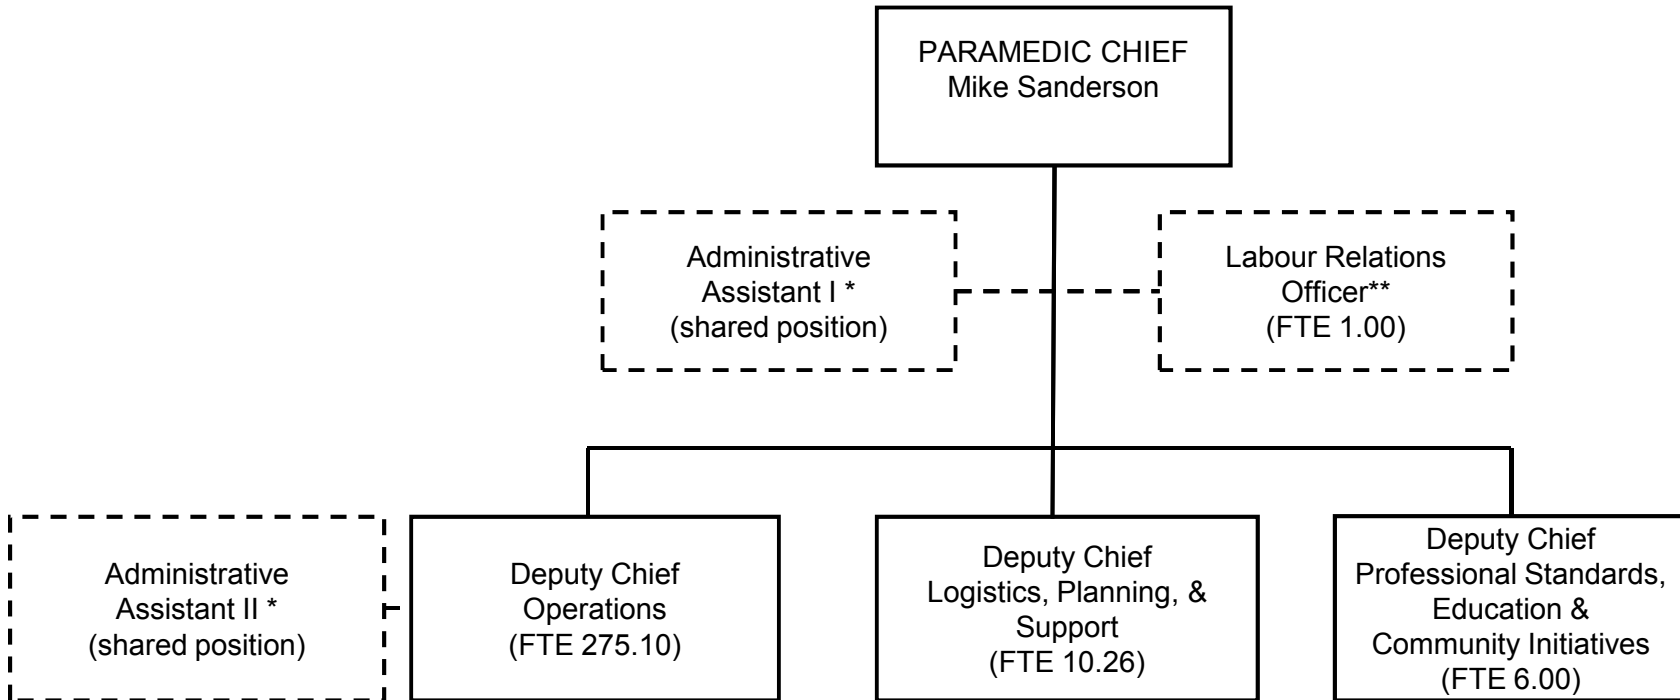 PARAMEDIC CHIEF
Mike Sanderson
Administrative
Assistant I *
(shared position)
Labour Relations
Officer**
(FTE 1.00)
Administrative
Assistant II *
(shared position)
Deputy Chief
Operations
(FTE 275.10)
Deputy Chief
Logistics, Planning, &
Support
(FTE 10.26)
Deputy Chief
Professional Standards,
Education &
Community Initiatives
(FTE 6.00)